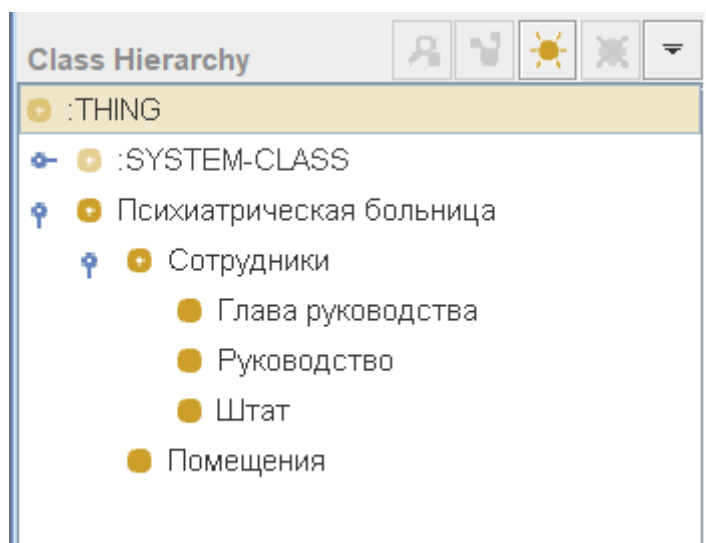 Class Hierarchy
:THING
:SYSTEM-CLASS
Психиатрическая больница
Сотрудники
Глава руководства
Руководство
Штат
Помещения